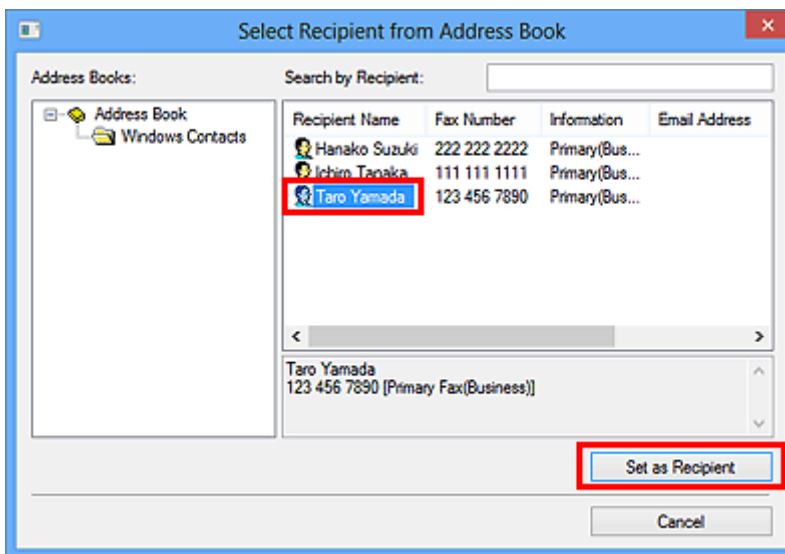 Select Recipient from Address Book
Address Books:
Search by Recipient:
Address Book
Windows Contacts
Recipient Name Fax Number Information Email Address
Hanako Suzuki 222 222 2222 Primary(Bus...
Ichiro Tanaka 111 111 1111 Primary(Bus...
Taro Yamada 123 456 7890 Primary(Bus...
Taro Yamada
123 456 7890 [Primary Fax(Business)]
Set as Recipient
Cancel